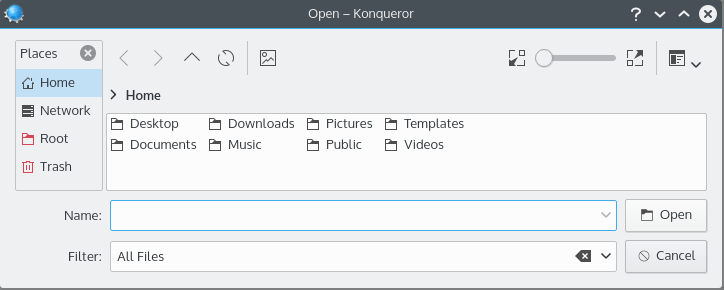 Open – Konqueror
Places
Home
Network
Root
Trash
Home
Desktop Downloads Pictures Templates
Documents Music Public Videos
Name:
Open
Filter: All Files
Cancel